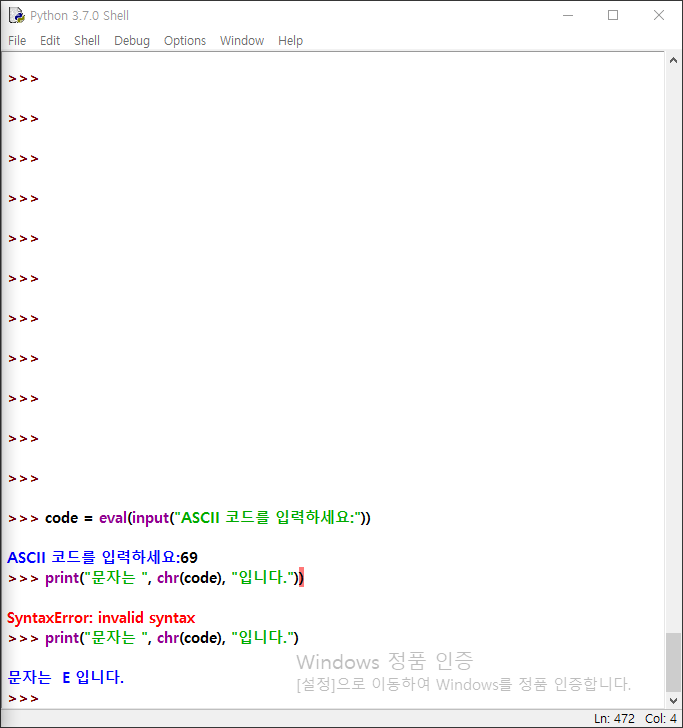 Python 3.7.0 Shell
File Edit Shell Debug Options Window Help
>>>
>>>
>>>
>>>
>>>
>>>
>>>
>>>
>>>
>>>
>>>
>>> code = eval(input("ASCII 코드를 입력하세요:"))
ASCII 코드를 입력하세요:69
>>> print("문자는 ", chr(code), "입니다."))
SyntaxError: invalid syntax
>>> print("문자는 ", chr(code), "입니다.")
문자는  E 입니다.
>>>
Windows 정품 인증
[설정]으로 이동하여 Windows를 정품 인증합니다.
Ln: 472 Col: 4